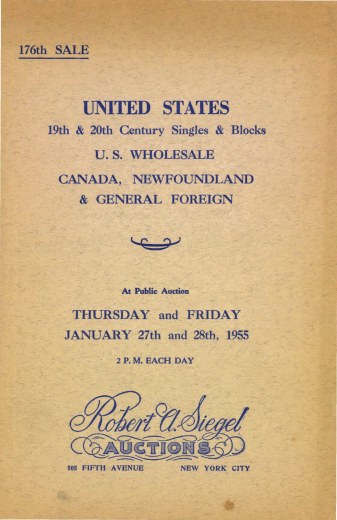 176th SALE
UNITED STATES
19th & 20th Century Singles & Blocks
U. S. WHOLESALE
CANADA, NEWFOUNDLAND
& GENERAL FOREIGN
At Public Auction
THURSDAY and FRIDAY
JANUARY 27th and 28th, 1955
2 P. M. EACH DAY
Robert A. Siegel
AUCTIONS
FIFTH AVENUE NEW YORK CITY